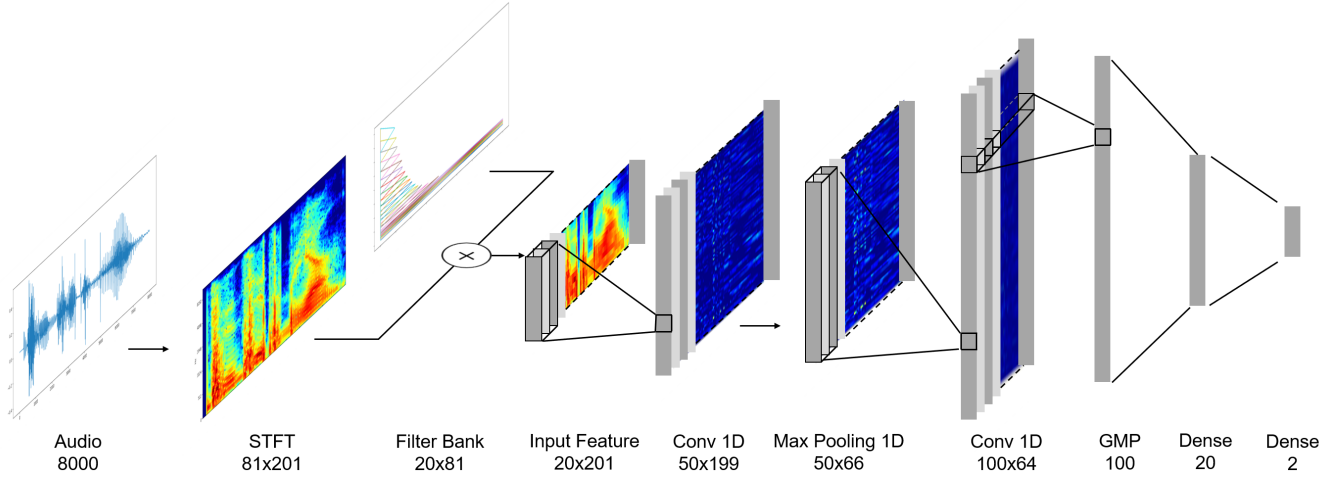 Audio
8000
STFT
81x201
Filter Bank
20x81
Input Feature
20x201
Conv 1D
50x199
Max Pooling 1D
50x66
Conv 1D
100x64
GMP
100
Dense
20
Dense
2